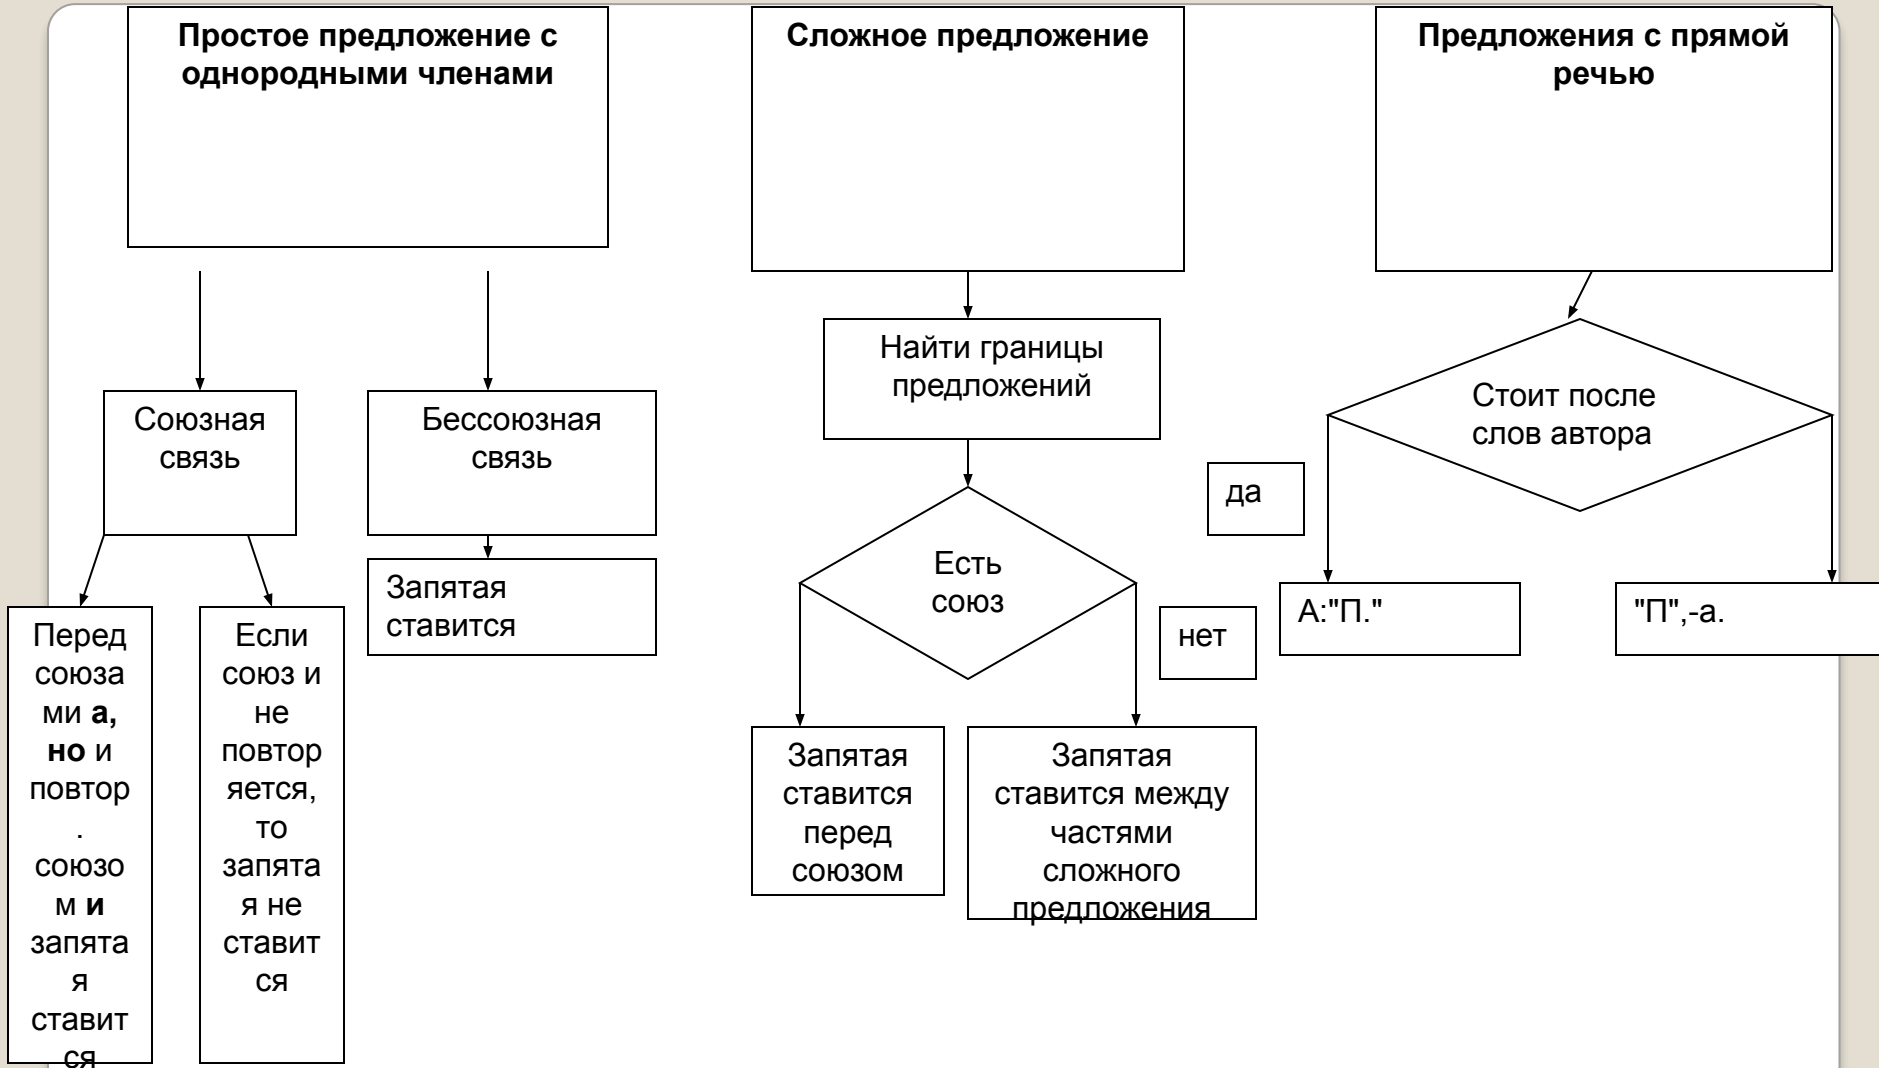 Простое предложение с
однородными членами
Сложное предложение
Предложения с прямой
речью
Союзная
связь
Бессоюзная
связь
Запятая
ставится
Перед
союза
ми а,
но и
повтор
.
союзо
м и
запята
я
ставит
ся
Если
союз и
не
повтор
яется,
то
запята
я не
ставит
ся
Найти границы
предложений
Есть
союз
нет
Запятая
ставится
перед
союзом
Запятая
ставится между
частями
сложного
предложения
Стоит после
слов автора
да
А:"П."
"П",-а.